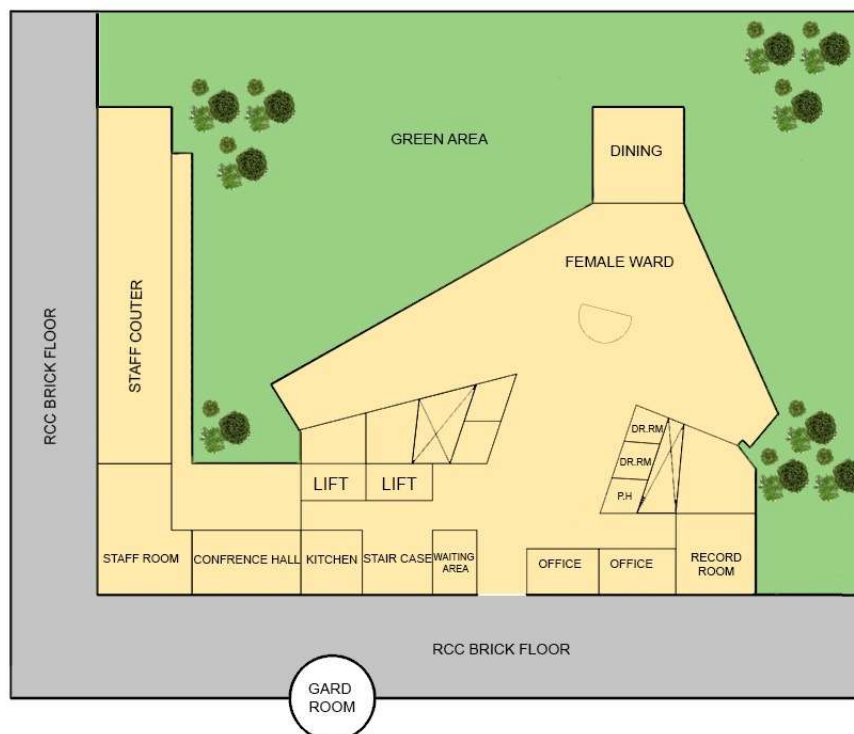 GREEN AREA
DINING
FEMALE WARD
STAFF COUTER
RCC BRICK FLOOR
DR.RM
DR.RM
P.H
LIFT
LIFT
STAFF ROOM
CONFRENCE HALL
KITCHEN
STAIR CASE
WAITING
AREA
OFFICE
OFFICE
RECORD
ROOM
RCC BRICK FLOOR
GARD
ROOM